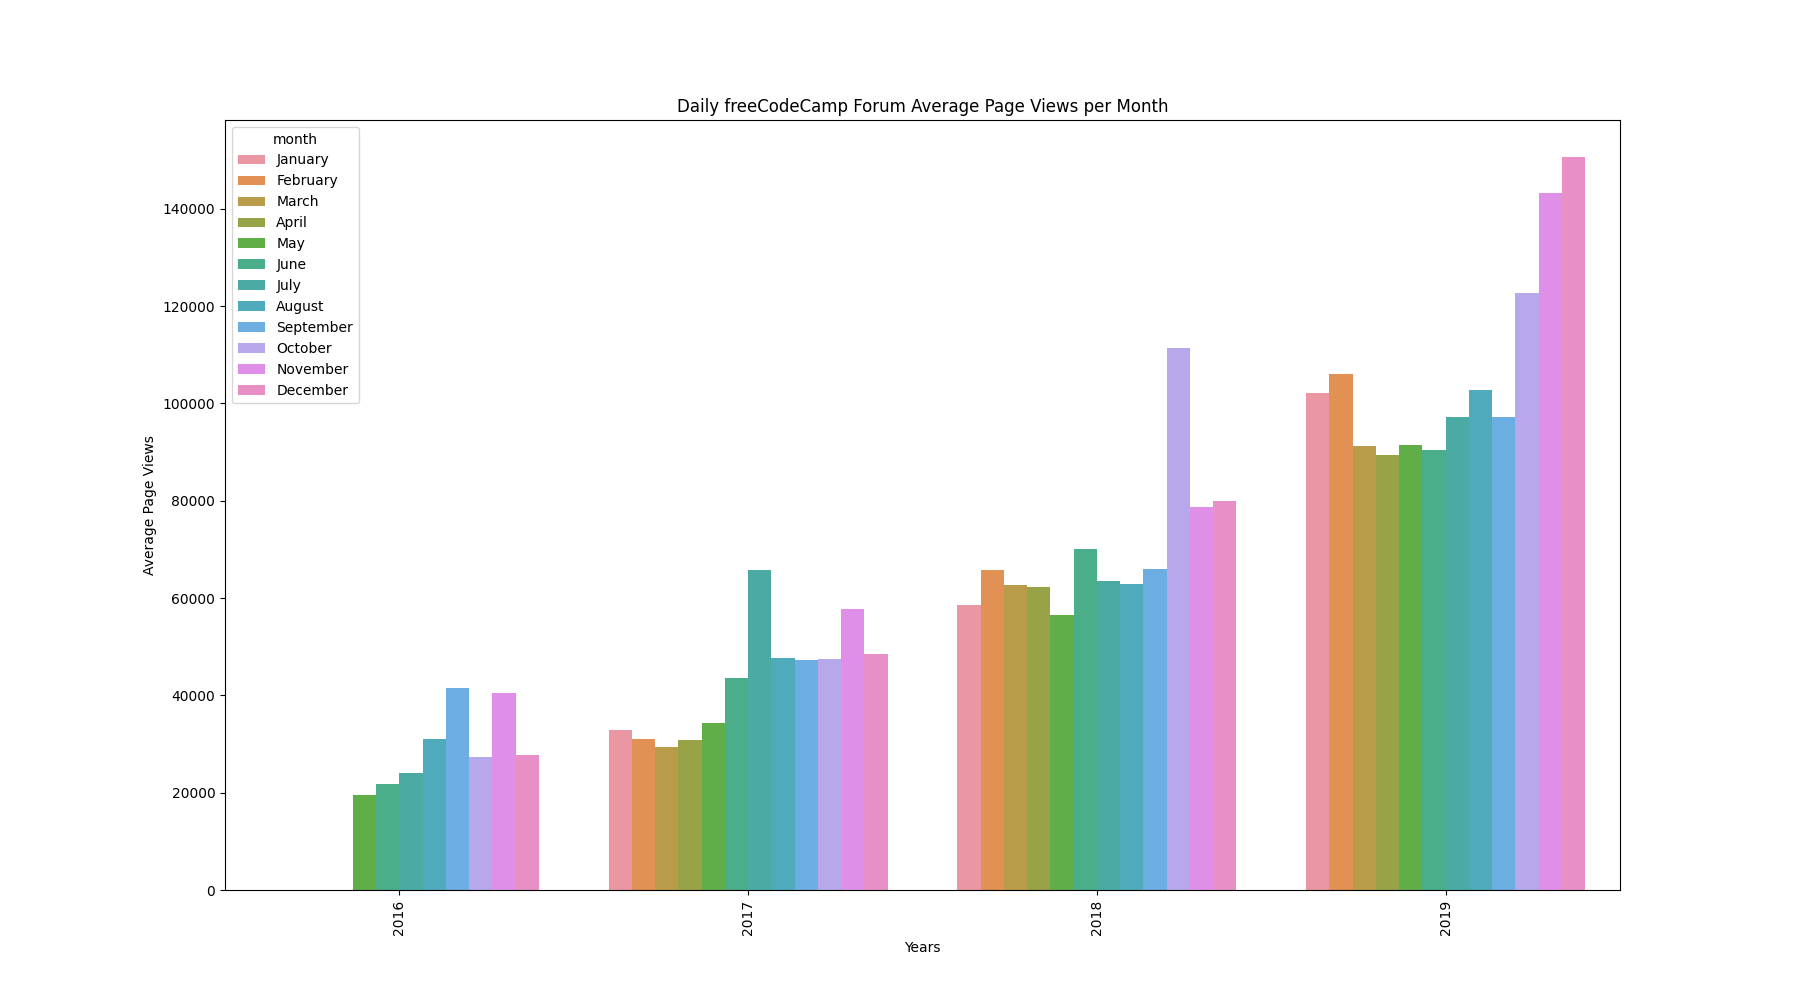 Daily freeCodeCamp Forum Average Page Views per Month
month
January
February
March
April
May
June
July
August
September
October
November
December
Average Page Views
140000
120000
100000
80000
60000
40000
20000
0
2016
2017
2018
2019
Years